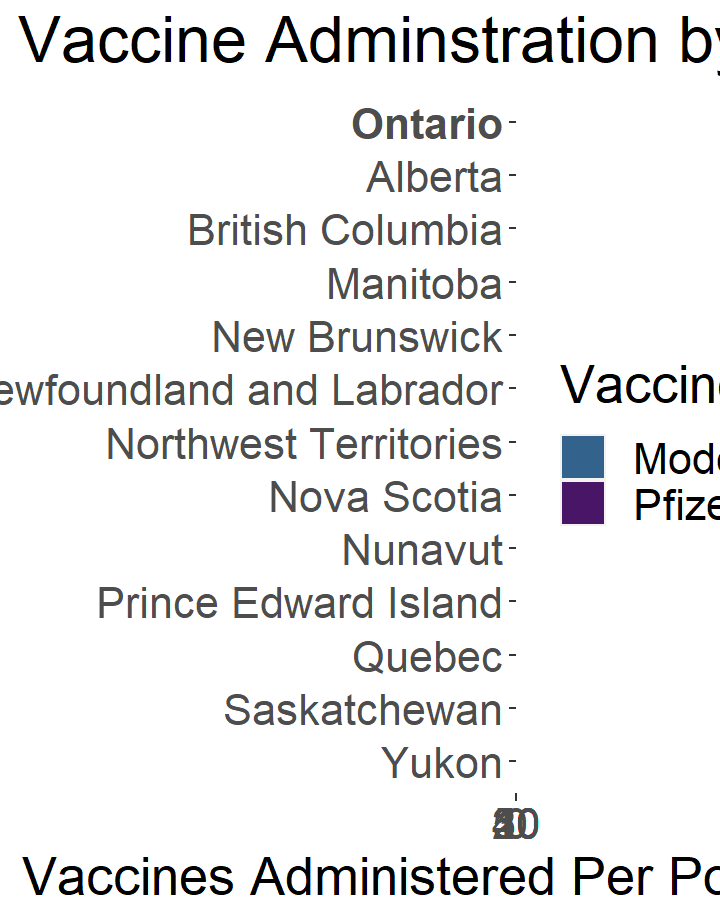 Vaccine Adminstration by
Ontario
Alberta
British Columbia
Manitoba
New Brunswick
ewfoundland and Labrador
Northwest Territories
Nova Scotia
Nunavut
Prince Edward Island
Quebec
Saskatchewan
Yukon
Vaccine
Mode
Pfize
Vaccines Administered Per Po